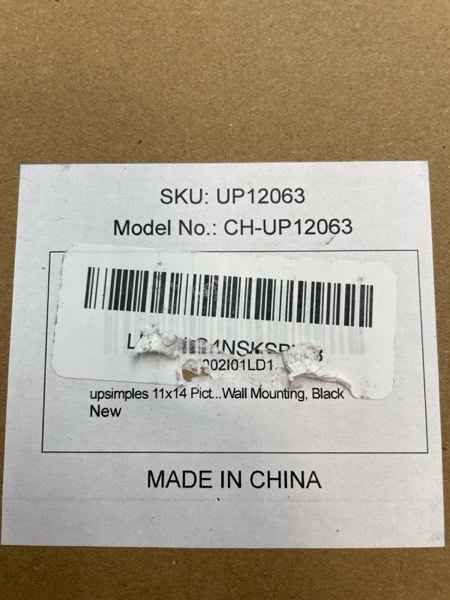 SKU: UP12063
Model No.: CH-UP12063
upsimples 11x14 Pict...Wall Mounting, Black
New
MADE IN CHINA